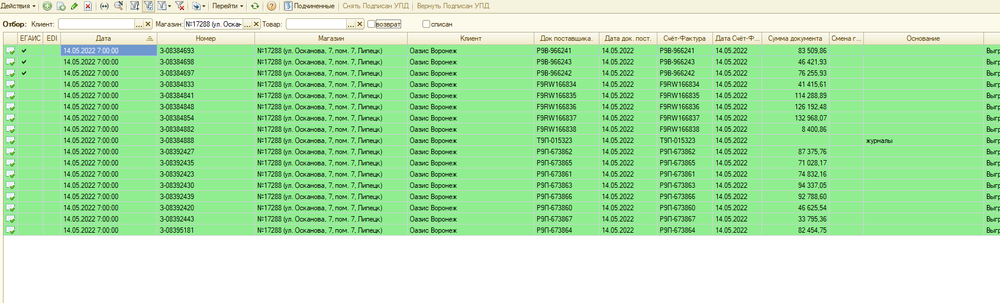 Действия Перейти Подчиненные Снять Подписан УПД Вернуть Подписан УПД
Отбор: Клиент: ... Магазин: №17288 (ул. Оскан ... Товар: ... возврат списан
ЕГАИС EDI Дата Номер Магазин Клиент Док поставщика. Дата док. пост. Счёт-Фактура Дата Счёт-Ф... Сумма документа Смена г... Основание
14.05.2022 7:00:00 З-08384693 №17288 (ул. Осканова, 7, пом. 7, Липецк) Оазис Воронеж Р9В-966241 14.05.2022 Р9В-966241 14.05.2022 83 509,86 Выгр
14.05.2022 7:00:00 З-08384698 №17288 (ул. Осканова, 7, пом. 7, Липецк) Оазис Воронеж Р9В-966243 14.05.2022 Р9В-966243 14.05.2022 46 421,93 Выгр
14.05.2022 7:00:00 З-08384697 №17288 (ул. Осканова, 7, пом. 7, Липецк) Оазис Воронеж Р9В-966242 14.05.2022 Р9В-966242 14.05.2022 76 255,93 Выгр
14.05.2022 7:00:00 З-08384833 №17288 (ул. Осканова, 7, пом. 7, Липецк) Оазис Воронеж F9RW166834 14.05.2022 F9RW166834 14.05.2022 41 415,61 Выгр
14.05.2022 7:00:00 З-08384841 №17288 (ул. Осканова, 7, пом. 7, Липецк) Оазис Воронеж F9RW166835 14.05.2022 F9RW166835 14.05.2022 114 288,89 Выгр
14.05.2022 7:00:00 З-08384848 №17288 (ул. Осканова, 7, пом. 7, Липецк) Оазис Воронеж F9RW166836 14.05.2022 F9RW166836 14.05.2022 126 192,48 Выгр
14.05.2022 7:00:00 З-08384854 №17288 (ул. Осканова, 7, пом. 7, Липецк) Оазис Воронеж F9RW166837 14.05.2022 F9RW166837 14.05.2022 132 968,07 Выгр
14.05.2022 7:00:00 З-08384882 №17288 (ул. Осканова, 7, пом. 7, Липецк) Оазис Воронеж F9RW166838 14.05.2022 F9RW166838 14.05.2022 8 400,86 Выгр
14.05.2022 7:00:00 З-08384888 №17288 (ул. Осканова, 7, пом. 7, Липецк) Оазис Воронеж Т9П-015323 14.05.2022 Т9П-015323 14.05.2022 журналы Выгр
14.05.2022 7:00:00 З-08392427 №17288 (ул. Осканова, 7, пом. 7, Липецк) Оазис Воронеж Р9П-673862 14.05.2022 Р9П-673862 14.05.2022 87 375,76 Выгр
14.05.2022 7:00:00 З-08392435 №17288 (ул. Осканова, 7, пом. 7, Липецк) Оазис Воронеж Р9П-673865 14.05.2022 Р9П-673865 14.05.2022 71 028,17 Выгр
14.05.2022 7:00:00 З-08392423 №17288 (ул. Осканова, 7, пом. 7, Липецк) Оазис Воронеж Р9П-673861 14.05.2022 Р9П-673861 14.05.2022 74 832,16 Выгр
14.05.2022 7:00:00 З-08392430 №17288 (ул. Осканова, 7, пом. 7, Липецк) Оазис Воронеж Р9П-673863 14.05.2022 Р9П-673863 14.05.2022 94 337,05 Выгр
14.05.2022 7:00:00 З-08392439 №17288 (ул. Осканова, 7, пом. 7, Липецк) Оазис Воронеж Р9П-673866 14.05.2022 Р9П-673866 14.05.2022 92 788,60 Выгр
14.05.2022 7:00:00 З-08392420 №17288 (ул. Осканова, 7, пом. 7, Липецк) Оазис Воронеж Р9П-673860 14.05.2022 Р9П-673860 14.05.2022 46 625,54 Выгр
14.05.2022 7:00:00 З-08392443 №17288 (ул. Осканова, 7, пом. 7, Липецк) Оазис Воронеж Р9П-673867 14.05.2022 Р9П-673867 14.05.2022 33 795,36 Выгр
14.05.2022 7:00:00 З-08395181 №17288 (ул. Осканова, 7, пом. 7, Липецк) Оазис Воронеж Р9П-673864 14.05.2022 Р9П-673864 14.05.2022 82 454,75 Выгр